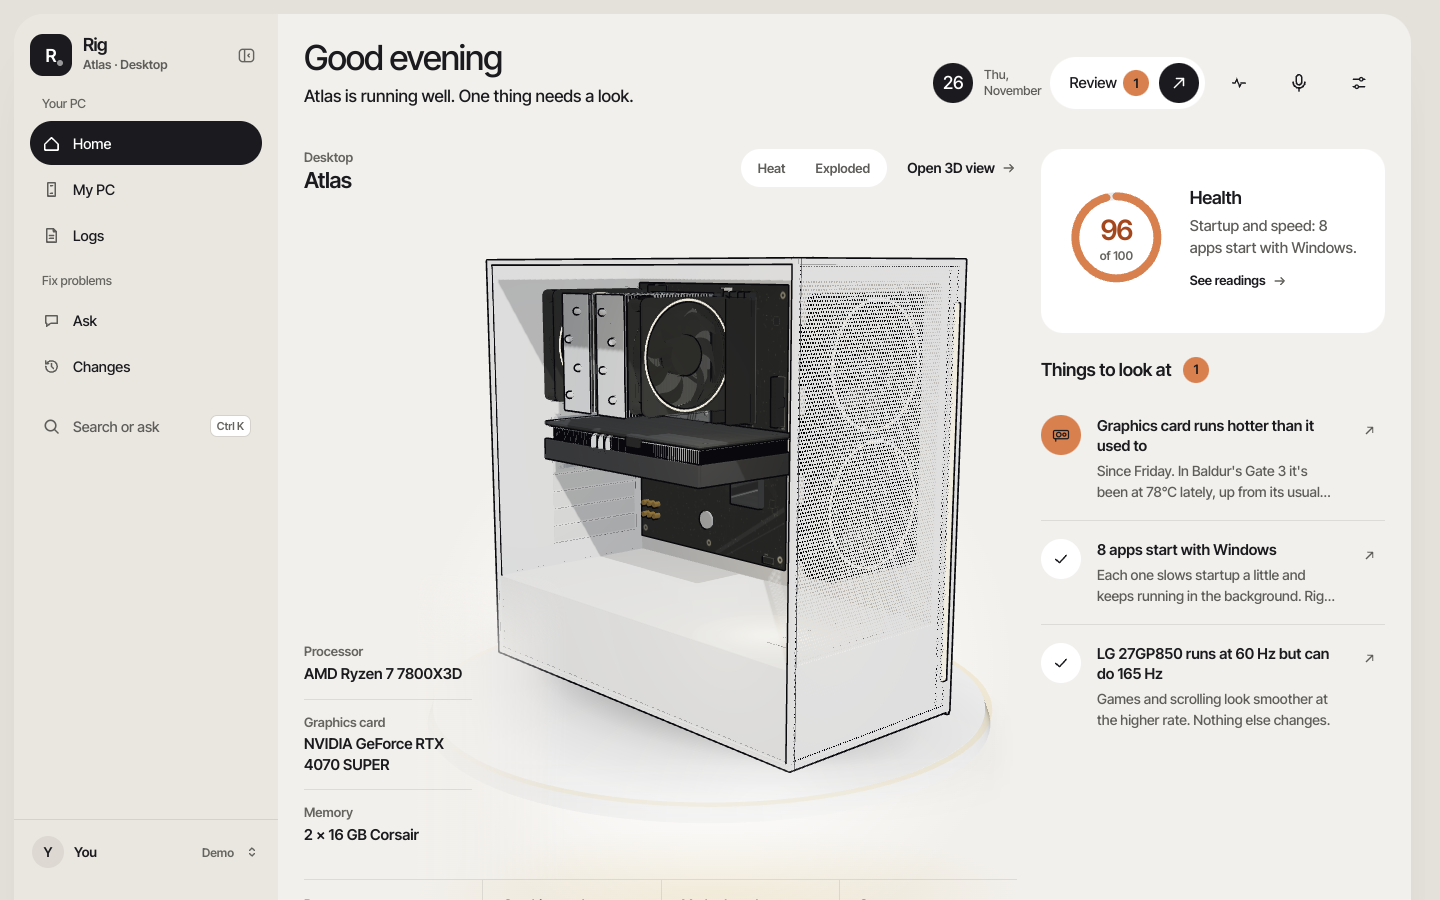 R.
Rig
Atlas · Desktop
Your PC
Home
My PC
Logs
Fix problems
Ask
Changes
Search or ask
Ctrl K
Y
You
Demo
Good evening
Atlas is running well. One thing needs a look.
26
Thu,
November
Review
1
Desktop
Atlas
Heat
Exploded
Open 3D view
Processor
AMD Ryzen 7 7800X3D
Graphics card
NVIDIA GeForce RTX
4070 SUPER
Memory
2 × 16 GB Corsair
96
of 100
Health
Startup and speed: 8
apps start with Windows.
See readings
Things to look at
1
Graphics card runs hotter than it
used to
Since Friday. In Baldur's Gate 3 it's
been at 78°C lately, up from its usual...
8 apps start with Windows
Each one slows startup a little and
keeps running in the background. Rig...
LG 27GP850 runs at 60 Hz but can
do 165 Hz
Games and scrolling look smoother at
the higher rate. Nothing else changes.